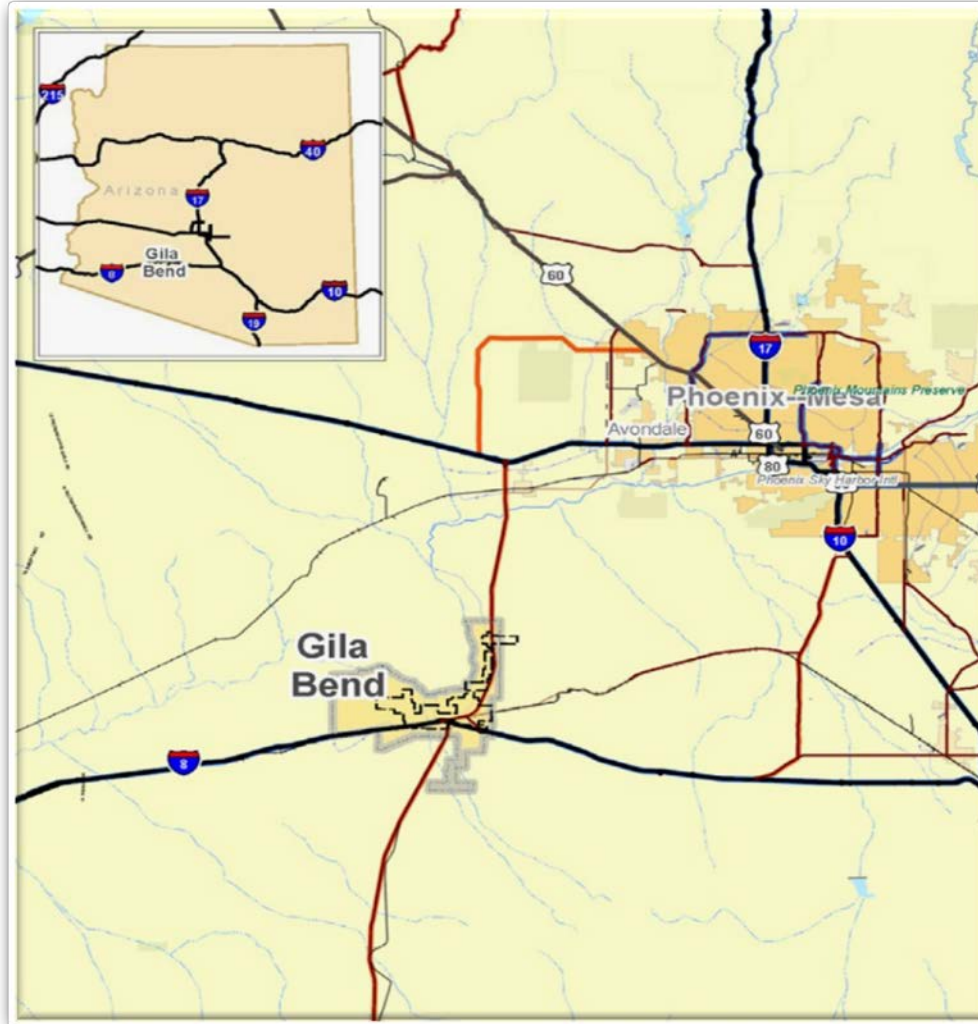 215
40
Arizona
17
Gila
Bend
8
10
19
60
17
Phoenix Mountains Preserve
Phoenix--Mesa
Avondale
60
80
Phoenix Sky Harbor Intl
10
Gila
Bend
8